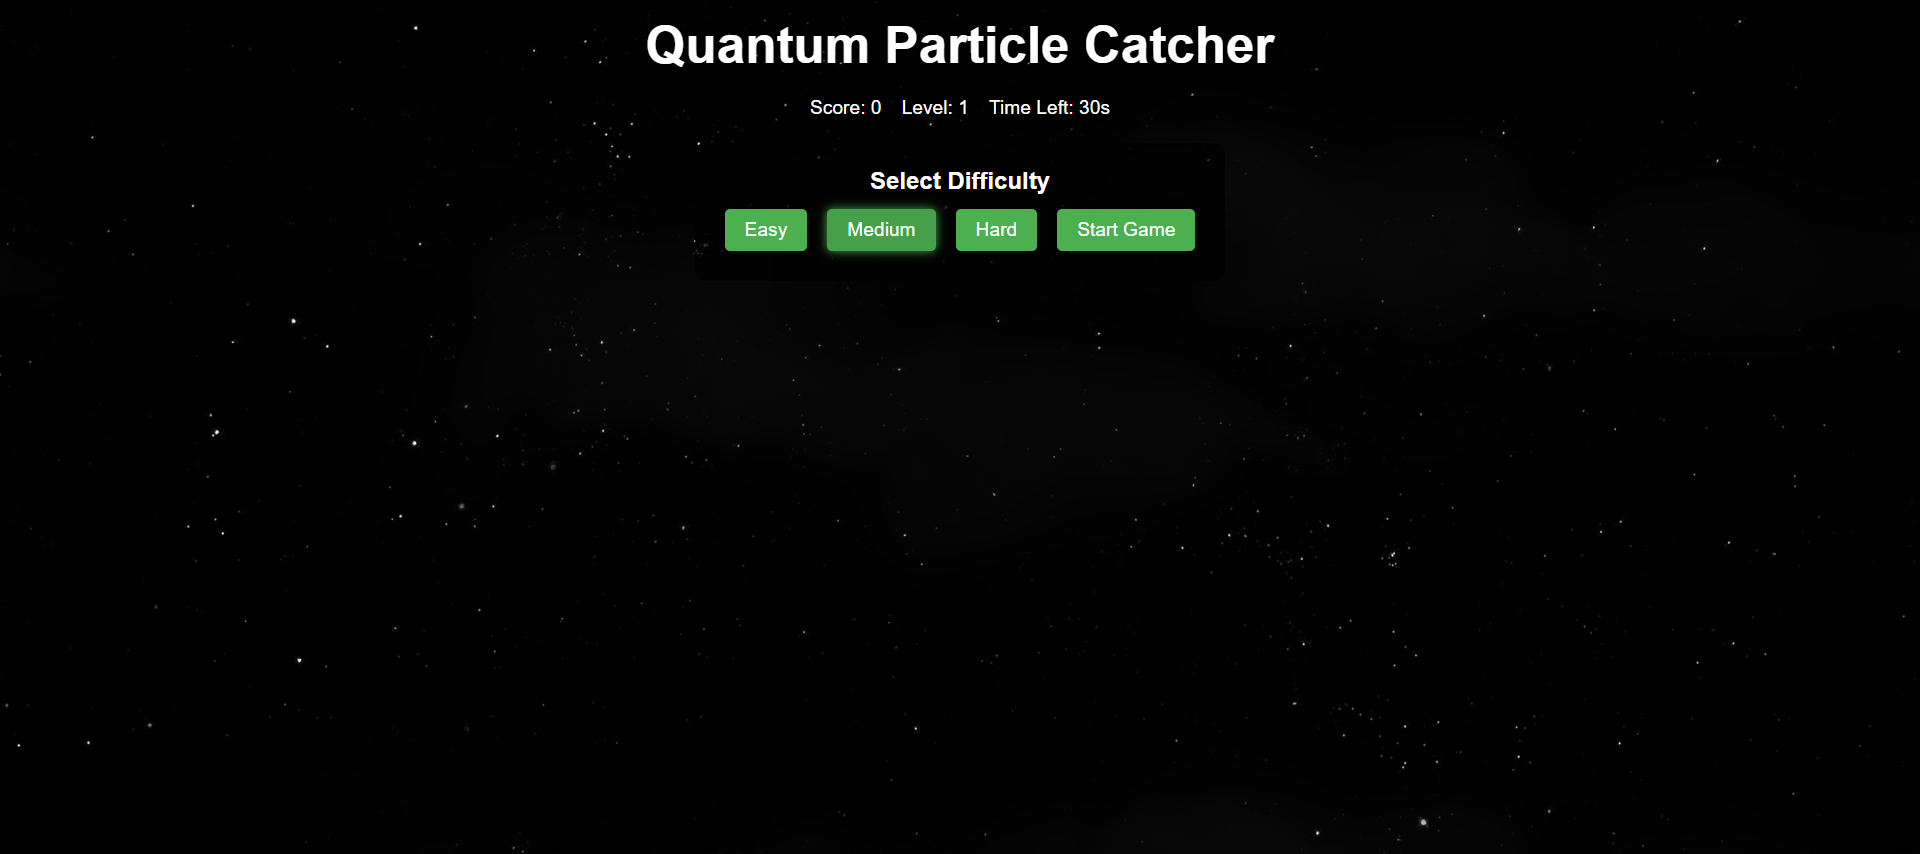 Quantum Particle Catcher
Score: 0 Level: 1 Time Left: 30s
Select Difficulty
Easy Medium Hard Start Game